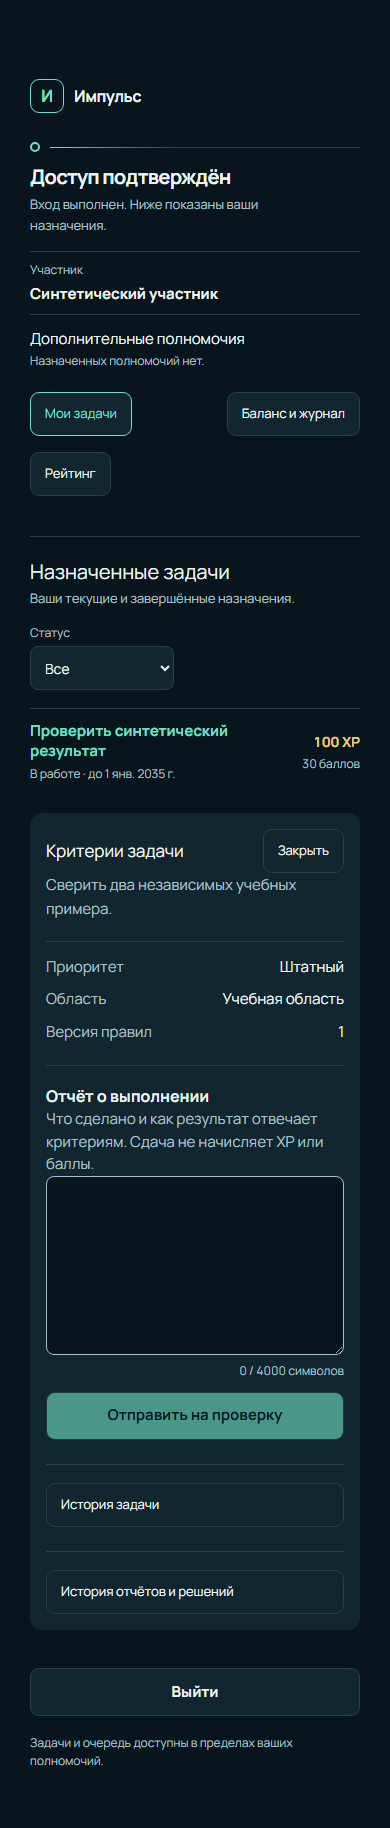 И Импульс
Доступ подтверждён
Вход выполнен. Ниже показаны ваши
назначения.
Участник
Синтетический участник
Дополнительные полномочия
Назначенных полномочий нет.
Мои задачи
Баланс и журнал
Рейтинг
Назначенные задачи
Ваши текущие и завершённые назначения.
Статус
Все
Проверить синтетический
результат
100 XP
В работе · до 1 янв. 2035 г.
30 баллов
Критерии задачи
Закрыть
Сверить два независимых учебных
примера.
Приоритет Штатный
Область Учебная область
Версия правил 1
Отчёт о выполнении
Что сделано и как результат отвечает
критериям. Сдача не начисляет XP или
баллы.
0 / 4000 символов
Отправить на проверку
История задачи
История отчётов и решений
Выйти
Задачи и очередь доступны в пределах ваших
полномочий.